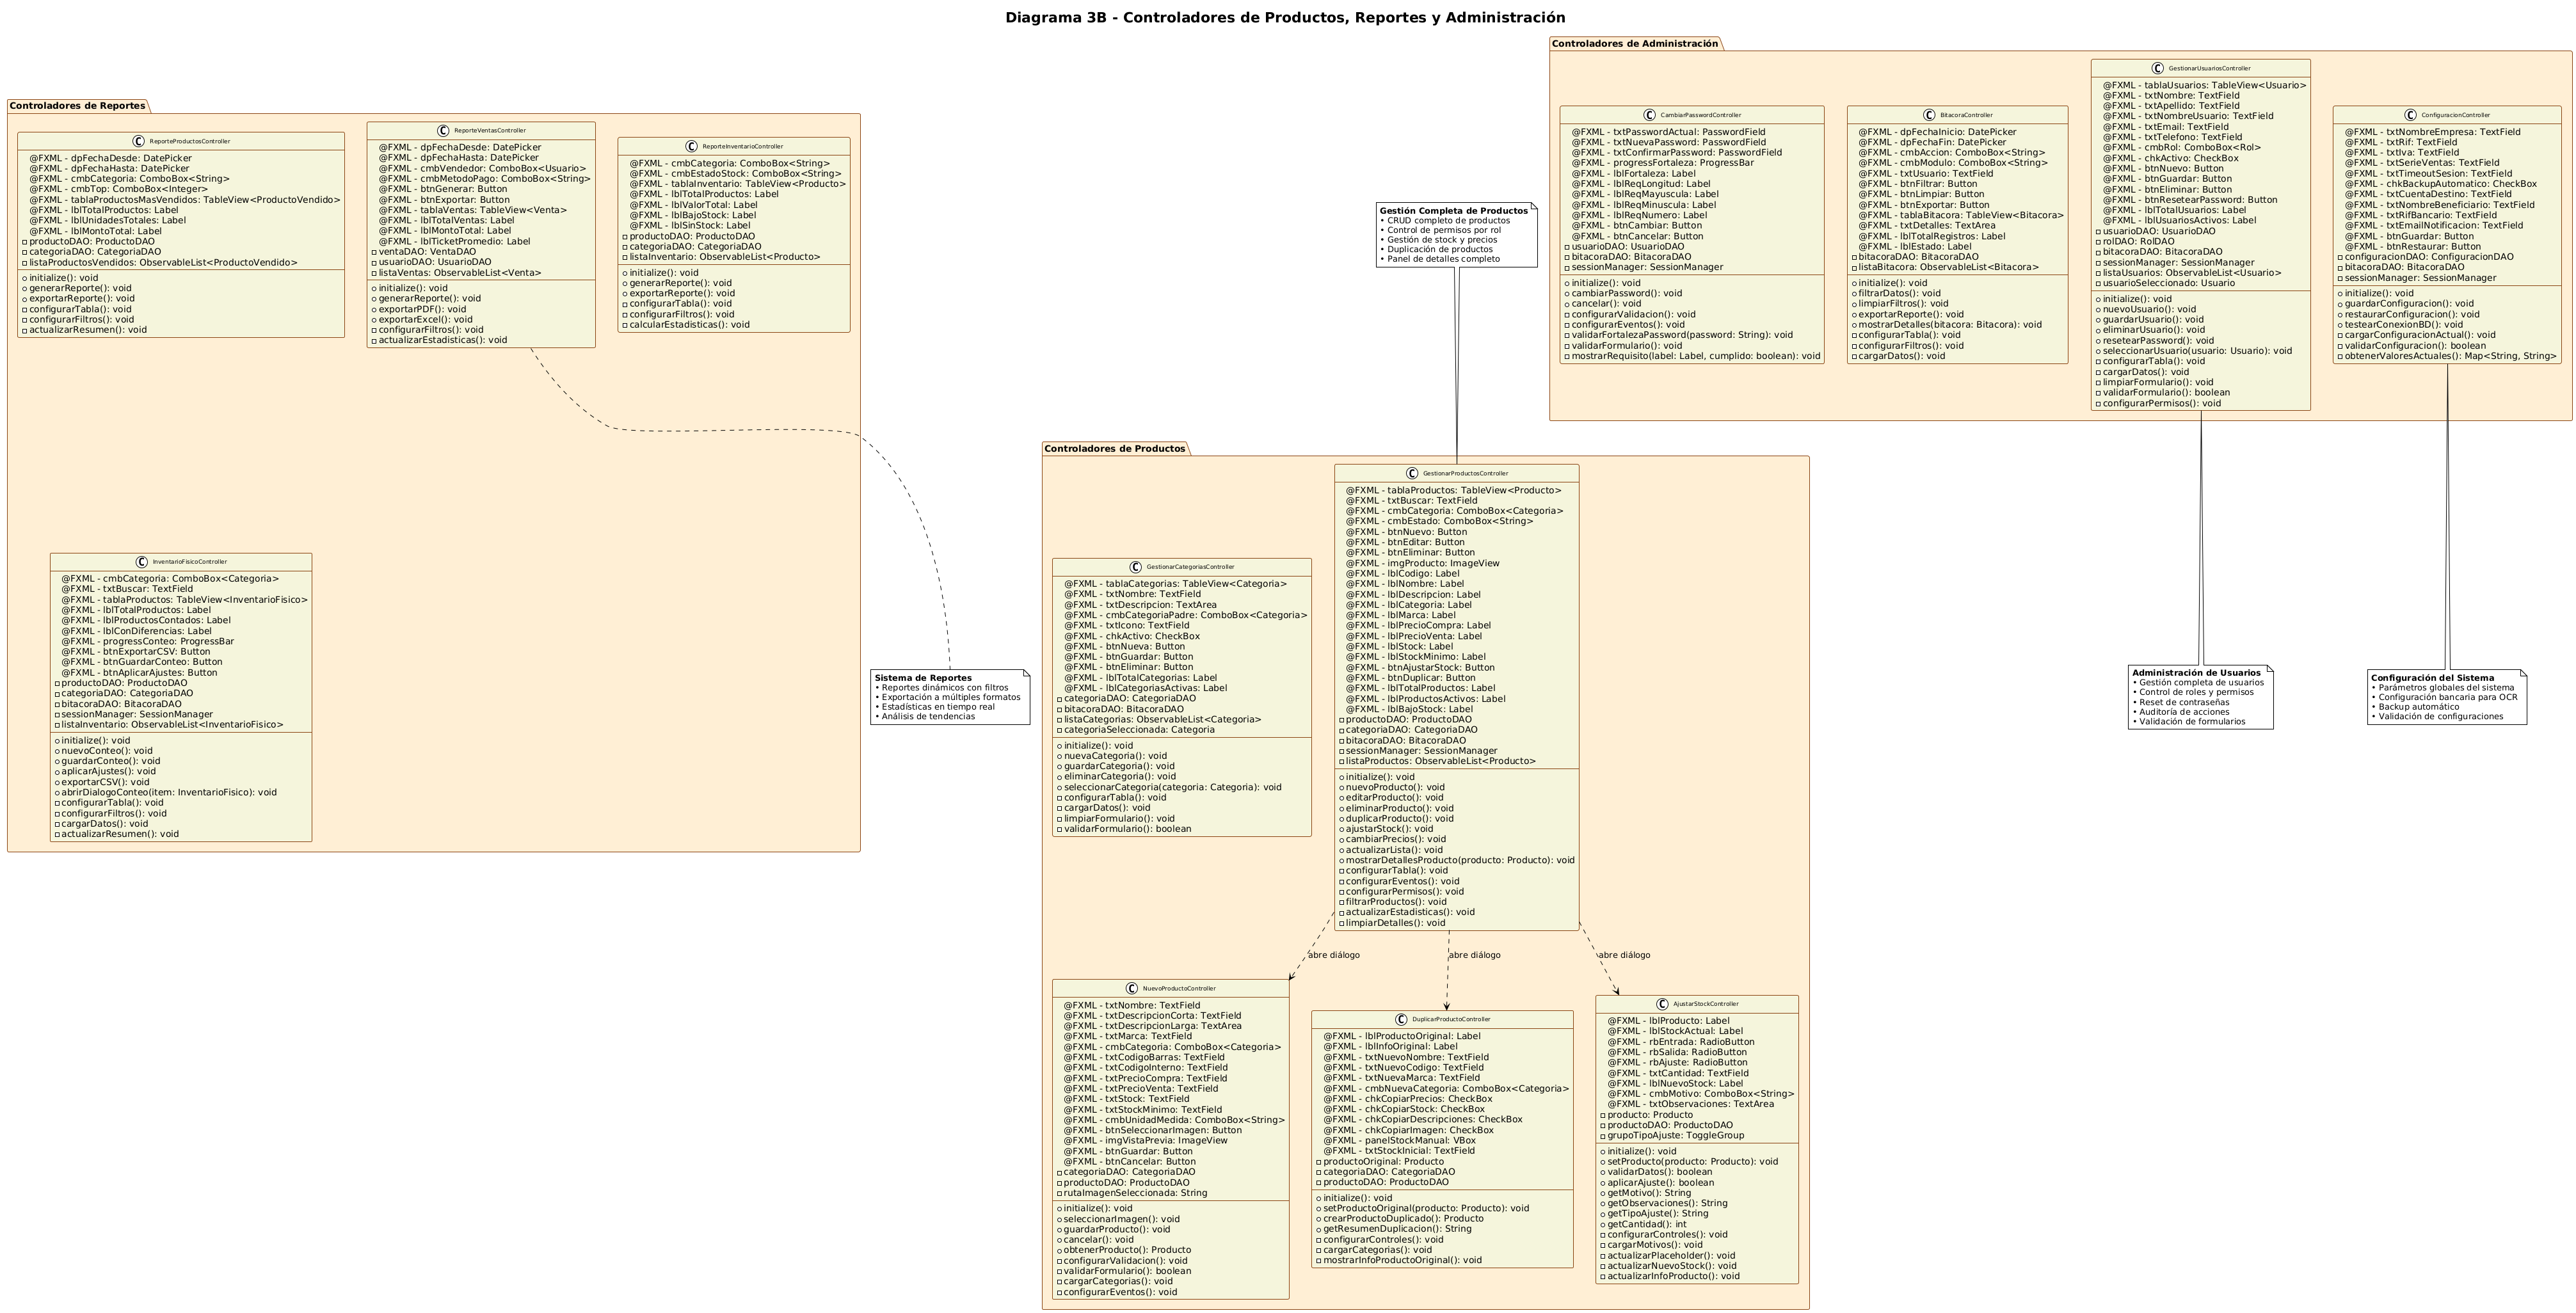 Diagrama 3B - Controladores de Productos, Reportes y Administración
Controladores de Reportes
ReporteProductosController
@FXML - dpFechaDesde: DatePicker
@FXML - dpFechaHasta: DatePicker
@FXML - cmbCategoria: ComboBox<String>
@FXML - cmbTop: ComboBox<Integer>
@FXML - tablaProductosMasVendidos: TableView<ProductoVendido>
@FXML - lblTotalProductos: Label
@FXML - lblUnidadesTotales: Label
@FXML - lblMontoTotal: Label
productoDAO: ProductoDAO
categoriaDAO: CategoriaDAO
listaProductosVendidos: ObservableList<ProductoVendido>
initialize(): void
generarReporte(): void
exportarReporte(): void
configurarTabla(): void
configurarFiltros(): void
actualizarResumen(): void
ReporteVentasController
@FXML - dpFechaDesde: DatePicker
@FXML - dpFechaHasta: DatePicker
@FXML - cmbVendedor: ComboBox<Usuario>
@FXML - cmbMetodoPago: ComboBox<String>
@FXML - btnGenerar: Button
@FXML - btnExportar: Button
@FXML - tablaVentas: TableView<Venta>
@FXML - lblTotalVentas: Label
@FXML - lblMontoTotal: Label
@FXML - lblTicketPromedio: Label
ventaDAO: VentaDAO
usuarioDAO: UsuarioDAO
listaVentas: ObservableList<Venta>
initialize(): void
generarReporte(): void
exportarPDF(): void
exportarExcel(): void
configurarFiltros(): void
actualizarEstadisticas(): void
ReporteInventarioController
@FXML - cmbCategoria: ComboBox<String>
@FXML - cmbEstadoStock: ComboBox<String>
@FXML - tablaInventario: TableView<Producto>
@FXML - lblTotalProductos: Label
@FXML - lblValorTotal: Label
@FXML - lblBajoStock: Label
@FXML - lblSinStock: Label
productoDAO: ProductoDAO
categoriaDAO: CategoriaDAO
listaInventario: ObservableList<Producto>
initialize(): void
generarReporte(): void
exportarReporte(): void
configurarTabla(): void
configurarFiltros(): void
calcularEstadisticas(): void
InventarioFisicoController
@FXML - cmbCategoria: ComboBox<Categoria>
@FXML - txtBuscar: TextField
@FXML - tablaProductos: TableView<InventarioFisico>
@FXML - lblTotalProductos: Label
@FXML - lblProductosContados: Label
@FXML - lblConDiferencias: Label
@FXML - progressConteo: ProgressBar
@FXML - btnExportarCSV: Button
@FXML - btnGuardarConteo: Button
@FXML - btnAplicarAjustes: Button
productoDAO: ProductoDAO
categoriaDAO: CategoriaDAO
bitacoraDAO: BitacoraDAO
sessionManager: SessionManager
listaInventario: ObservableList<InventarioFisico>
initialize(): void
nuevoConteo(): void
guardarConteo(): void
aplicarAjustes(): void
exportarCSV(): void
abrirDialogoConteo(item: InventarioFisico): void
configurarTabla(): void
configurarFiltros(): void
cargarDatos(): void
actualizarResumen(): void
Sistema de Reportes
• Reportes dinámicos con filtros
• Exportación a múltiples formatos
• Estadísticas en tiempo real
• Análisis de tendencias
Gestión Completa de Productos
• CRUD completo de productos
• Control de permisos por rol
• Gestión de stock y precios
• Duplicación de productos
• Panel de detalles completo
Controladores de Administración
CambiarPasswordController
@FXML - txtPasswordActual: PasswordField
@FXML - txtNuevaPassword: PasswordField
@FXML - txtConfirmarPassword: PasswordField
@FXML - progressFortaleza: ProgressBar
@FXML - lblFortaleza: Label
@FXML - lblReqLongitud: Label
@FXML - lblReqMayuscula: Label
@FXML - lblReqMinuscula: Label
@FXML - lblReqNumero: Label
@FXML - btnCambiar: Button
@FXML - btnCancelar: Button
usuarioDAO: UsuarioDAO
bitacoraDAO: BitacoraDAO
sessionManager: SessionManager
initialize(): void
cambiarPassword(): void
cancelar(): void
configurarValidacion(): void
configurarEventos(): void
validarFortalezaPassword(password: String): void
validarFormulario(): void
mostrarRequisito(label: Label, cumplido: boolean): void
BitacoraController
@FXML - dpFechaInicio: DatePicker
@FXML - dpFechaFin: DatePicker
@FXML - cmbAccion: ComboBox<String>
@FXML - cmbModulo: ComboBox<String>
@FXML - txtUsuario: TextField
@FXML - btnFiltrar: Button
@FXML - btnLimpiar: Button
@FXML - btnExportar: Button
@FXML - tablaBitacora: TableView<Bitacora>
@FXML - txtDetalles: TextArea
@FXML - lblTotalRegistros: Label
@FXML - lblEstado: Label
bitacoraDAO: BitacoraDAO
listaBitacora: ObservableList<Bitacora>
initialize(): void
filtrarDatos(): void
limpiarFiltros(): void
exportarReporte(): void
mostrarDetalles(bitacora: Bitacora): void
configurarTabla(): void
configurarFiltros(): void
cargarDatos(): void
GestionarUsuariosController
@FXML - tablaUsuarios: TableView<Usuario>
@FXML - txtNombre: TextField
@FXML - txtApellido: TextField
@FXML - txtNombreUsuario: TextField
@FXML - txtEmail: TextField
@FXML - txtTelefono: TextField
@FXML - cmbRol: ComboBox<Rol>
@FXML - chkActivo: CheckBox
@FXML - btnNuevo: Button
@FXML - btnGuardar: Button
@FXML - btnEliminar: Button
@FXML - btnResetearPassword: Button
@FXML - lblTotalUsuarios: Label
@FXML - lblUsuariosActivos: Label
usuarioDAO: UsuarioDAO
rolDAO: RolDAO
bitacoraDAO: BitacoraDAO
sessionManager: SessionManager
listaUsuarios: ObservableList<Usuario>
usuarioSeleccionado: Usuario
initialize(): void
nuevoUsuario(): void
guardarUsuario(): void
eliminarUsuario(): void
resetearPassword(): void
seleccionarUsuario(usuario: Usuario): void
configurarTabla(): void
cargarDatos(): void
limpiarFormulario(): void
validarFormulario(): boolean
configurarPermisos(): void
ConfiguracionController
@FXML - txtNombreEmpresa: TextField
@FXML - txtRif: TextField
@FXML - txtIva: TextField
@FXML - txtSerieVentas: TextField
@FXML - txtTimeoutSesion: TextField
@FXML - chkBackupAutomatico: CheckBox
@FXML - txtCuentaDestino: TextField
@FXML - txtNombreBeneficiario: TextField
@FXML - txtRifBancario: TextField
@FXML - txtEmailNotificacion: TextField
@FXML - btnGuardar: Button
@FXML - btnRestaurar: Button
configuracionDAO: ConfiguracionDAO
bitacoraDAO: BitacoraDAO
sessionManager: SessionManager
initialize(): void
guardarConfiguracion(): void
restaurarConfiguracion(): void
testearConexionBD(): void
cargarConfiguracionActual(): void
validarConfiguracion(): boolean
obtenerValoresActuales(): Map<String, String>
Administración de Usuarios
• Gestión completa de usuarios
• Control de roles y permisos
• Reset de contraseñas
• Auditoría de acciones
• Validación de formularios
Configuración del Sistema
• Parámetros globales del sistema
• Configuración bancaria para OCR
• Backup automático
• Validación de configuraciones
Controladores de Productos
GestionarCategoriasController
@FXML - tablaCategorias: TableView<Categoria>
@FXML - txtNombre: TextField
@FXML - txtDescripcion: TextArea
@FXML - cmbCategoriaPadre: ComboBox<Categoria>
@FXML - txtIcono: TextField
@FXML - chkActivo: CheckBox
@FXML - btnNueva: Button
@FXML - btnGuardar: Button
@FXML - btnEliminar: Button
@FXML - lblTotalCategorias: Label
@FXML - lblCategoriasActivas: Label
categoriaDAO: CategoriaDAO
bitacoraDAO: BitacoraDAO
listaCategorias: ObservableList<Categoria>
categoriaSeleccionada: Categoria
initialize(): void
nuevaCategoria(): void
guardarCategoria(): void
eliminarCategoria(): void
seleccionarCategoria(categoria: Categoria): void
configurarTabla(): void
cargarDatos(): void
limpiarFormulario(): void
validarFormulario(): boolean
GestionarProductosController
@FXML - tablaProductos: TableView<Producto>
@FXML - txtBuscar: TextField
@FXML - cmbCategoria: ComboBox<Categoria>
@FXML - cmbEstado: ComboBox<String>
@FXML - btnNuevo: Button
@FXML - btnEditar: Button
@FXML - btnEliminar: Button
@FXML - imgProducto: ImageView
@FXML - lblCodigo: Label
@FXML - lblNombre: Label
@FXML - lblDescripcion: Label
@FXML - lblCategoria: Label
@FXML - lblMarca: Label
@FXML - lblPrecioCompra: Label
@FXML - lblPrecioVenta: Label
@FXML - lblStock: Label
@FXML - lblStockMinimo: Label
@FXML - btnAjustarStock: Button
@FXML - btnDuplicar: Button
@FXML - lblTotalProductos: Label
@FXML - lblProductosActivos: Label
@FXML - lblBajoStock: Label
productoDAO: ProductoDAO
categoriaDAO: CategoriaDAO
bitacoraDAO: BitacoraDAO
sessionManager: SessionManager
listaProductos: ObservableList<Producto>
initialize(): void
nuevoProducto(): void
editarProducto(): void
eliminarProducto(): void
duplicarProducto(): void
ajustarStock(): void
cambiarPrecios(): void
actualizarLista(): void
mostrarDetallesProducto(producto: Producto): void
configurarTabla(): void
configurarEventos(): void
configurarPermisos(): void
filtrarProductos(): void
actualizarEstadisticas(): void
limpiarDetalles(): void
abre diálogo
abre diálogo
abre diálogo
NuevoProductoController
@FXML - txtNombre: TextField
@FXML - txtDescripcionCorta: TextField
@FXML - txtDescripcionLarga: TextArea
@FXML - txtMarca: TextField
@FXML - cmbCategoria: ComboBox<Categoria>
@FXML - txtCodigoBarras: TextField
@FXML - txtCodigoInterno: TextField
@FXML - txtPrecioCompra: TextField
@FXML - txtPrecioVenta: TextField
@FXML - txtStock: TextField
@FXML - txtStockMinimo: TextField
@FXML - cmbUnidadMedida: ComboBox<String>
@FXML - btnSeleccionarImagen: Button
@FXML - imgVistaPrevia: ImageView
@FXML - btnGuardar: Button
@FXML - btnCancelar: Button
categoriaDAO: CategoriaDAO
productoDAO: ProductoDAO
rutaImagenSeleccionada: String
initialize(): void
seleccionarImagen(): void
guardarProducto(): void
cancelar(): void
obtenerProducto(): Producto
configurarValidacion(): void
validarFormulario(): boolean
cargarCategorias(): void
configurarEventos(): void
DuplicarProductoController
@FXML - lblProductoOriginal: Label
@FXML - lblInfoOriginal: Label
@FXML - txtNuevoNombre: TextField
@FXML - txtNuevoCodigo: TextField
@FXML - txtNuevaMarca: TextField
@FXML - cmbNuevaCategoria: ComboBox<Categoria>
@FXML - chkCopiarPrecios: CheckBox
@FXML - chkCopiarStock: CheckBox
@FXML - chkCopiarDescripciones: CheckBox
@FXML - chkCopiarImagen: CheckBox
@FXML - panelStockManual: VBox
@FXML - txtStockInicial: TextField
productoOriginal: Producto
categoriaDAO: CategoriaDAO
productoDAO: ProductoDAO
initialize(): void
setProductoOriginal(producto: Producto): void
crearProductoDuplicado(): Producto
getResumenDuplicacion(): String
configurarControles(): void
cargarCategorias(): void
mostrarInfoProductoOriginal(): void
AjustarStockController
@FXML - lblProducto: Label
@FXML - lblStockActual: Label
@FXML - rbEntrada: RadioButton
@FXML - rbSalida: RadioButton
@FXML - rbAjuste: RadioButton
@FXML - txtCantidad: TextField
@FXML - lblNuevoStock: Label
@FXML - cmbMotivo: ComboBox<String>
@FXML - txtObservaciones: TextArea
producto: Producto
productoDAO: ProductoDAO
grupoTipoAjuste: ToggleGroup
initialize(): void
setProducto(producto: Producto): void
validarDatos(): boolean
aplicarAjuste(): boolean
getMotivo(): String
getObservaciones(): String
getTipoAjuste(): String
getCantidad(): int
configurarControles(): void
cargarMotivos(): void
actualizarPlaceholder(): void
actualizarNuevoStock(): void
actualizarInfoProducto(): void